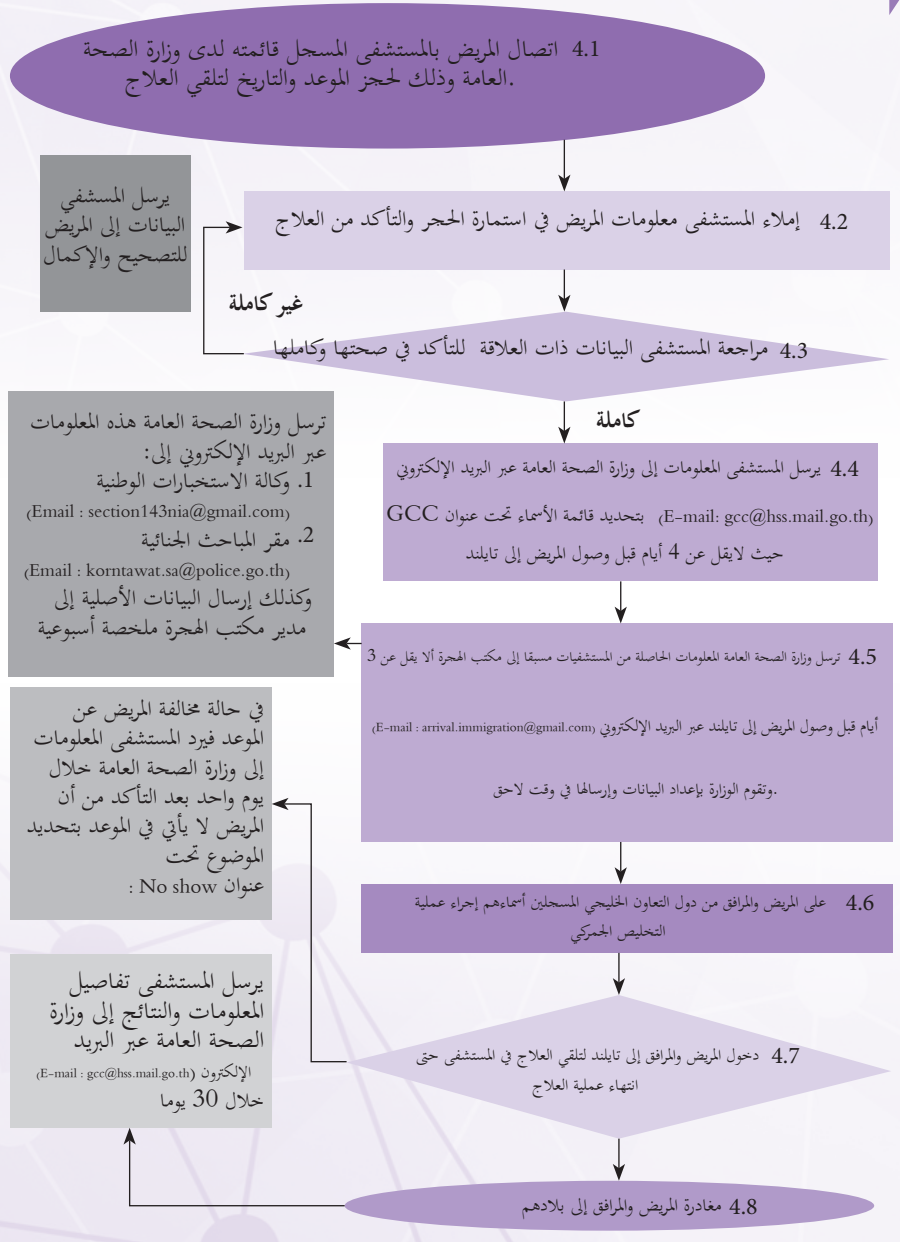 4.1 اتصال المريض بالمستشفى المسجل قائمته لدى وزارة الصحة
العامة وذلك لحجز الموعد والتاريخ لتلقي العلاج.
يرسل المسشفي
البيانات إلى المريض
للتصحيح والإكمال
4.2 إملاء المستشفى معلومات المريض في استمارة الحجر والتأكد من العلاج
غير كاملة
4.3 مراجعة المستشفى البيانات ذات العلاقة للتأكد في صحتها وكاملها
كاملة
ترسل وزارة الصحة العامة هذه المعلومات
عبر البريد الإلكتروني إلى:
1. وكالة الاستخبارات الوطنية
(Email : section143nia@gmail.com)
2. مقر المباحث الجنائية
(Email : korntawat.sa@police.go.th)
وكذلك إرسال البيانات الأصلية إلى
مدير مكتب الهجرة ملخصة أسبوعية
4.4 يرسل المستشفى المعلومات إلى وزارة الصحة العامة عبر البريد الإلكتروني
(E-mail: gcc@hss.mail.go.th) بتحديد قائمة الأسماء تحت عنوان GCC
حيث لايقل عن 4 أيام قبل وصول المريض إلى تايلند
4.5 ترسل وزارة الصحة العامة المعلومات الحاصلة من المستشفيات مسبقا إلى مكتب الهجرة ألا يقل عن 3
أيام قبل وصول المريض إلى تايلند عبر البريد الإلكتروني (E-mail : arrival.immigration@gmail.com)
وتقوم الوزارة بإعداد البيانات وإرسالها في وقت لاحق.
في حالة مخالفة المريض عن
الموعد فيرد المستشفى المعلومات
إلى وزارة الصحة العامة خلال
يوم واحد بعد التأكد من أن
المريض لا يأتي في الموعد بتحديد
الموضوع تحت
عنوان No show :
4.6 على المريض والمرافق من دول التعاون الخليجي المسجلين أسماءهم إجراء عملية
التخليص الجمركي
4.7 دخول المريض والمرافق إلى تايلند لتلقي العلاج في المستشفى حتى
انتهاء عملية العلاج
يرسل المستشفى تفاصيل
المعلومات والنتائج إلى وزارة
الصحة العامة عبر البريد
الإلكترون (E-mail : gcc@hss.mail.go.th)
خلال 30 يوما
4.8 مغادرة المريض والمرافق إلى بلادهم